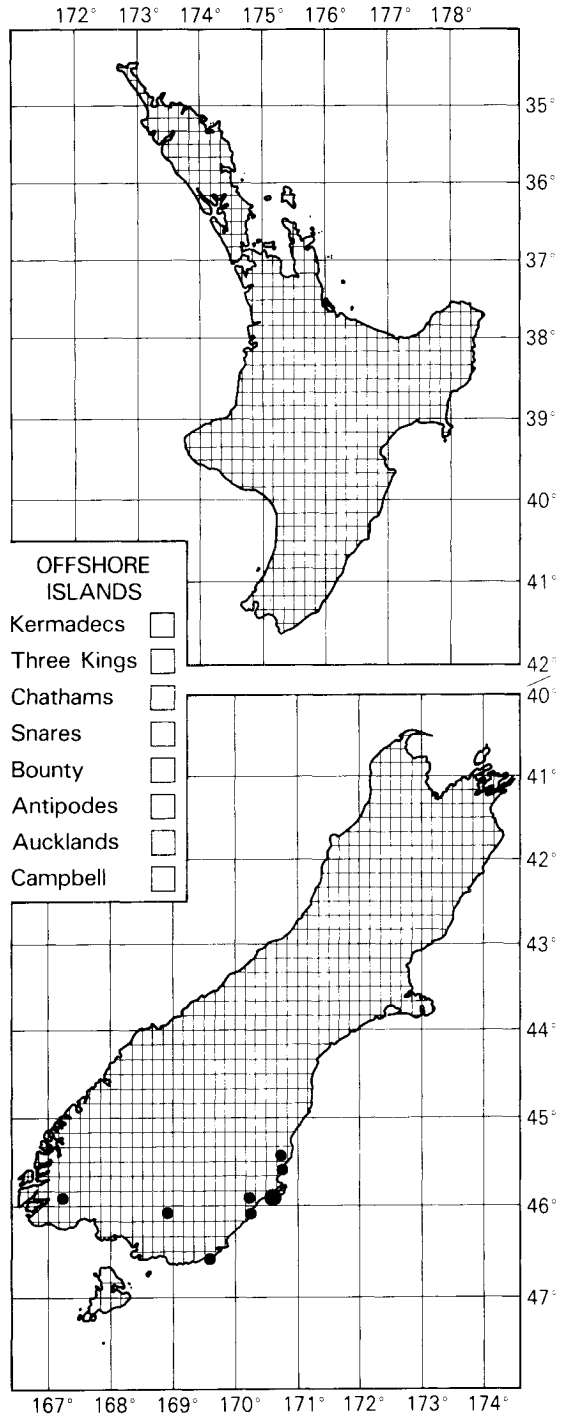 172° 173° 174° 175° 176° 177° 178°
35°
36°
37°
38°
39°
40°
41°
42°
OFFSHORE
ISLANDS
Kermadecs
Three Kings
Chathams
Snares
Bounty
Antipodes
Aucklands
Campbell
40°
41°
42°
43°
44°
45°
46°
47°
167° 168° 169° 170° 171° 172° 173° 174°